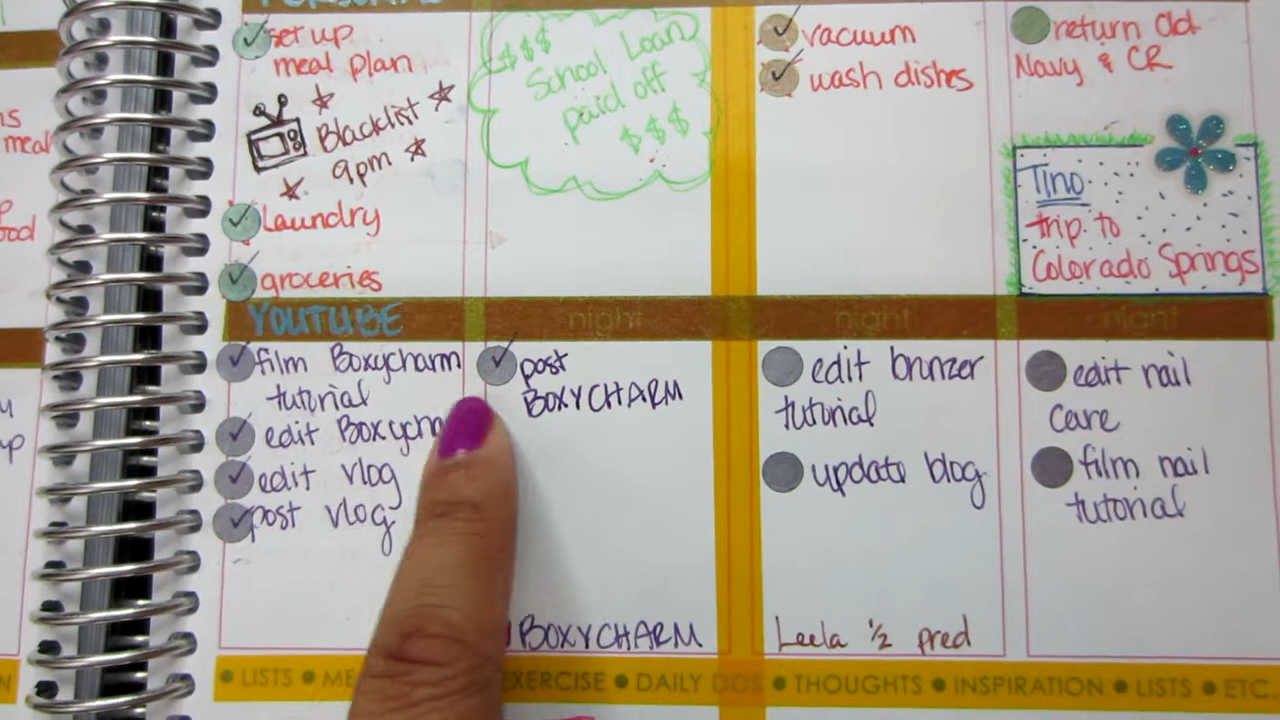 set up
meal plan
Blacklist
9pm
Laundry
groceries
$$$
School Loan
paid off
$$$
vacuum
wash dishes
return Old
Navy & CR
Tino
trip to
Colorado Springs
YOUTUBE
night
night
night
film Boxycharm
tutorial
edit Boxycha
edit vlog
post vlog
post
BOXYCHARM
BOXYCHARM
edit bronzer
tutorial
update blog
Leela ½ pred
edit nail
care
film nail
tutorial
• LISTS • ME EXERCISE • DAILY DOS • THOUGHTS • INSPIRATION • LISTS • ETC.